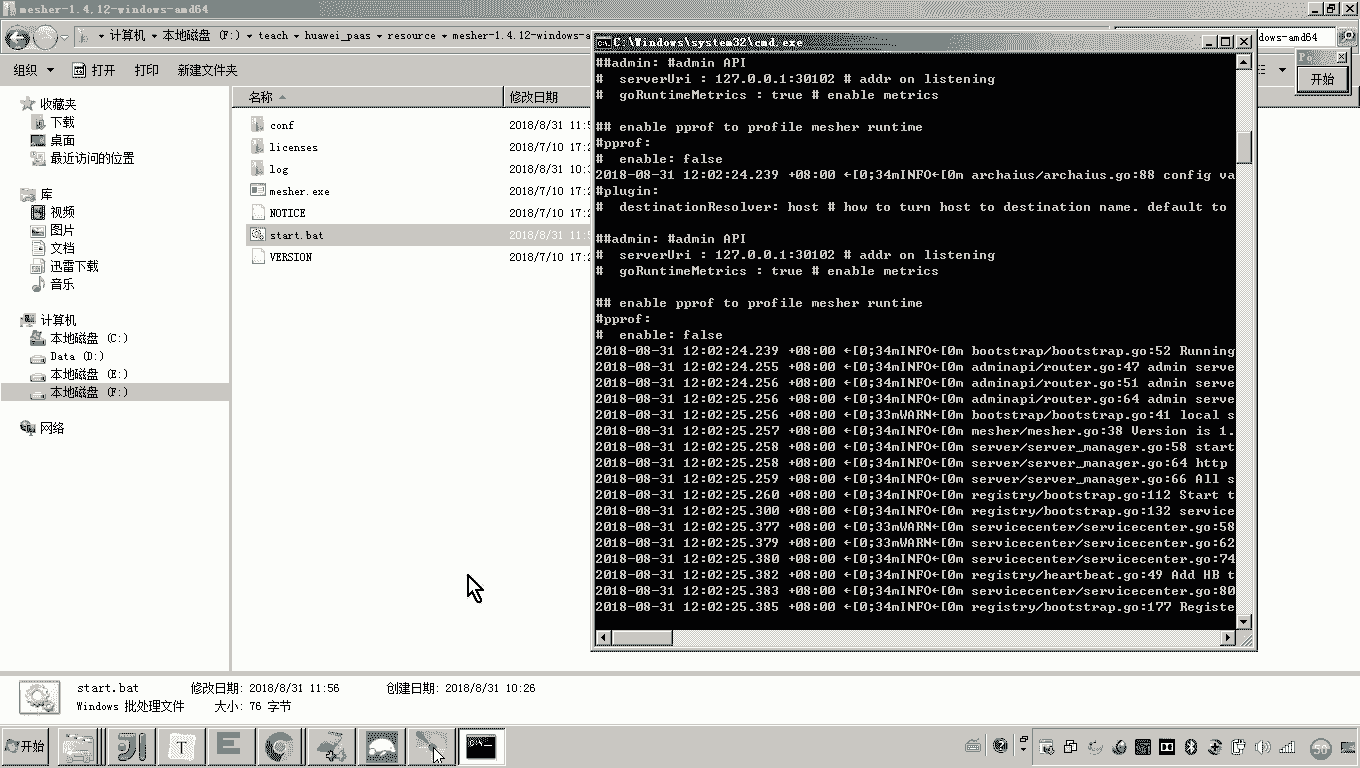 mesher-1.4.12-windows-amd64
计算机 本地磁盘 (F:) teach huawei_pass resource mesher-1.4.12-windows-a
dows-amd64
组织 打开 打印 新建文件夹
开始
收藏夹
下载
桌面
最近访问的位置
库
视频
图片
文档
迅雷下载
音乐
计算机
本地磁盘 (C:)
Data (D:)
本地磁盘 (E:)
本地磁盘 (F:)
网络
名称 修改日期
conf 2018/8/31 11:5
licenses 2018/7/10 17:2
log 2018/8/31 10:3
mesher.exe 2018/7/10 17:2
NOTICE 2018/7/10 17:2
start.bat 2018/8/31 11:5
VERSION 2018/7/10 17:2
C:\Windows\system32\cmd.exe
##admin: #admin API
#  serverUri : 127.0.0.1:30102 # addr on listening
#  goRuntimeMetrics : true # enable metrics
## enable pprof to profile mesher runtime
#pprof:
#  enable: false
2018-08-31 12:02:24.239 +08:00 ←[0;34mINFO←[0m archaius/archaius.go:88 config va
#plugin:
#  destinationResolver: host # how to turn host to destination name. default to
##admin: #admin API
#  serverUri : 127.0.0.1:30102 # addr on listening
#  goRuntimeMetrics : true # enable metrics
## enable pprof to profile mesher runtime
#pprof:
#  enable: false
2018-08-31 12:02:24.239 +08:00 ←[0;34mINFO←[0m bootstrap/bootstrap.go:52 Running
2018-08-31 12:02:24.255 +08:00 ←[0;34mINFO←[0m adminapi/router.go:47 admin serve
2018-08-31 12:02:24.256 +08:00 ←[0;34mINFO←[0m adminapi/router.go:51 admin serve
2018-08-31 12:02:25.256 +08:00 ←[0;34mINFO←[0m adminapi/router.go:64 admin serve
2018-08-31 12:02:25.256 +08:00 ←[0;33mWARN←[0m bootstrap/bootstrap.go:41 local s
2018-08-31 12:02:25.257 +08:00 ←[0;34mINFO←[0m mesher/mesher.go:38 Version is 1.
2018-08-31 12:02:25.258 +08:00 ←[0;34mINFO←[0m server/server_manager.go:58 start
2018-08-31 12:02:25.258 +08:00 ←[0;34mINFO←[0m server/server_manager.go:64 http
2018-08-31 12:02:25.259 +08:00 ←[0;34mINFO←[0m server/server_manager.go:66 All s
2018-08-31 12:02:25.260 +08:00 ←[0;34mINFO←[0m registry/bootstrap.go:112 Start t
2018-08-31 12:02:25.300 +08:00 ←[0;34mINFO←[0m registry/bootstrap.go:132 service
2018-08-31 12:02:25.377 +08:00 ←[0;33mWARN←[0m servicecenter/servicecenter.go:58
2018-08-31 12:02:25.379 +08:00 ←[0;33mWARN←[0m servicecenter/servicecenter.go:62
2018-08-31 12:02:25.380 +08:00 ←[0;34mINFO←[0m servicecenter/servicecenter.go:74
2018-08-31 12:02:25.382 +08:00 ←[0;34mINFO←[0m registry/heartbeat.go:49 Add HB t
2018-08-31 12:02:25.383 +08:00 ←[0;34mINFO←[0m servicecenter/servicecenter.go:80
2018-08-31 12:02:25.385 +08:00 ←[0;34mINFO←[0m registry/bootstrap.go:177 Registe
start.bat 修改日期: 2018/8/31 11:56 创建日期: 2018/8/31 10:26
Windows 批处理文件 大小: 76 字节
开始